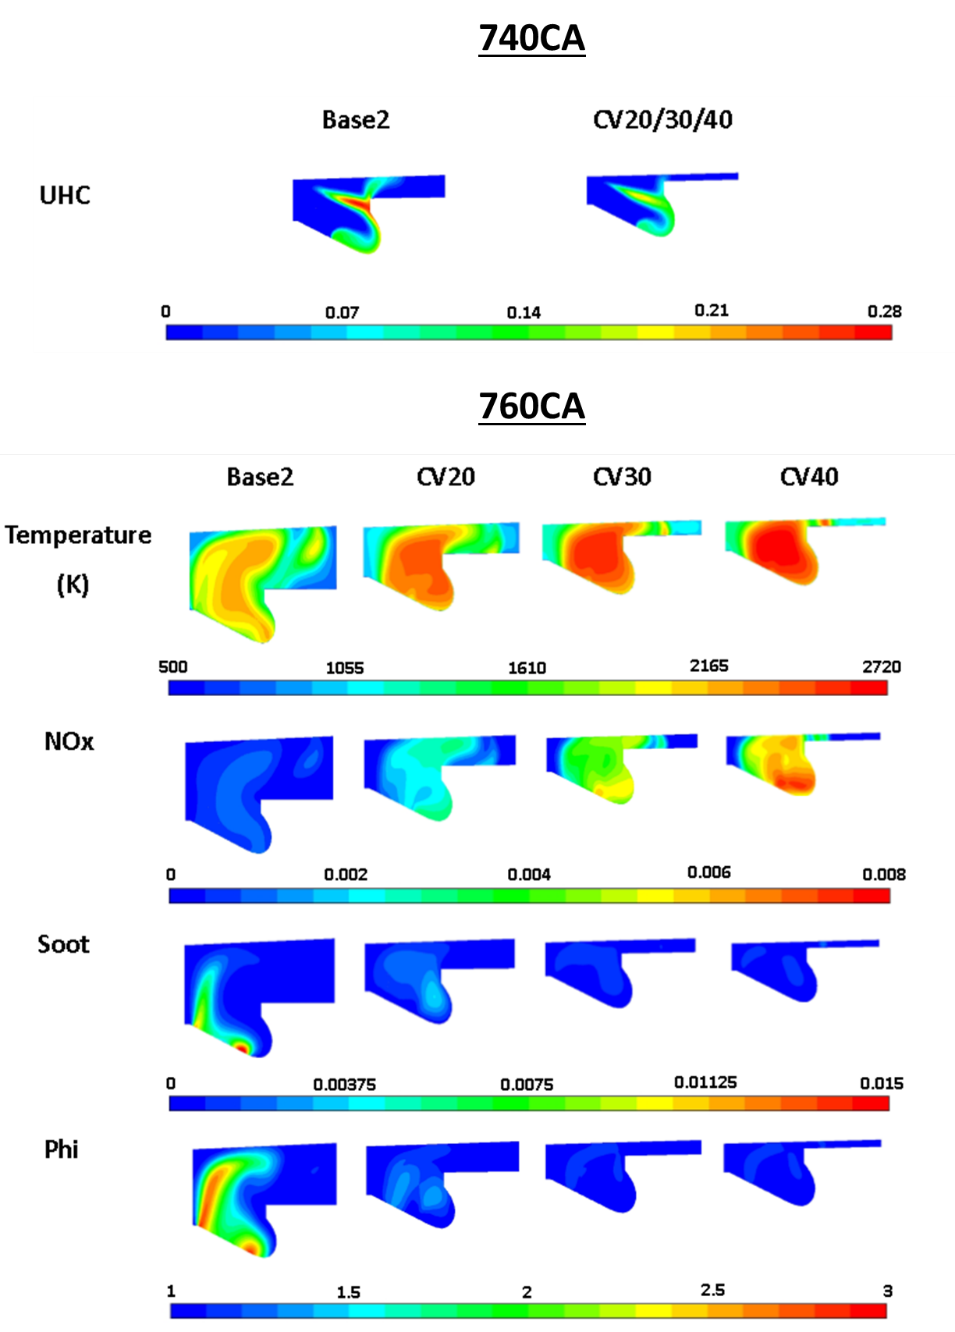 740CA
Base2 CV20/30/40
UHC
0 0.07 0.14 0.21 0.28
760CA
Base2 CV20 CV30 CV40
Temperature
(K)
500 1055 1610 2165 2720
NOx
0 0.002 0.004 0.006 0.008
Soot
0 0.00375 0.0075 0.01125 0.015
Phi
1 1.5 2 2.5 3